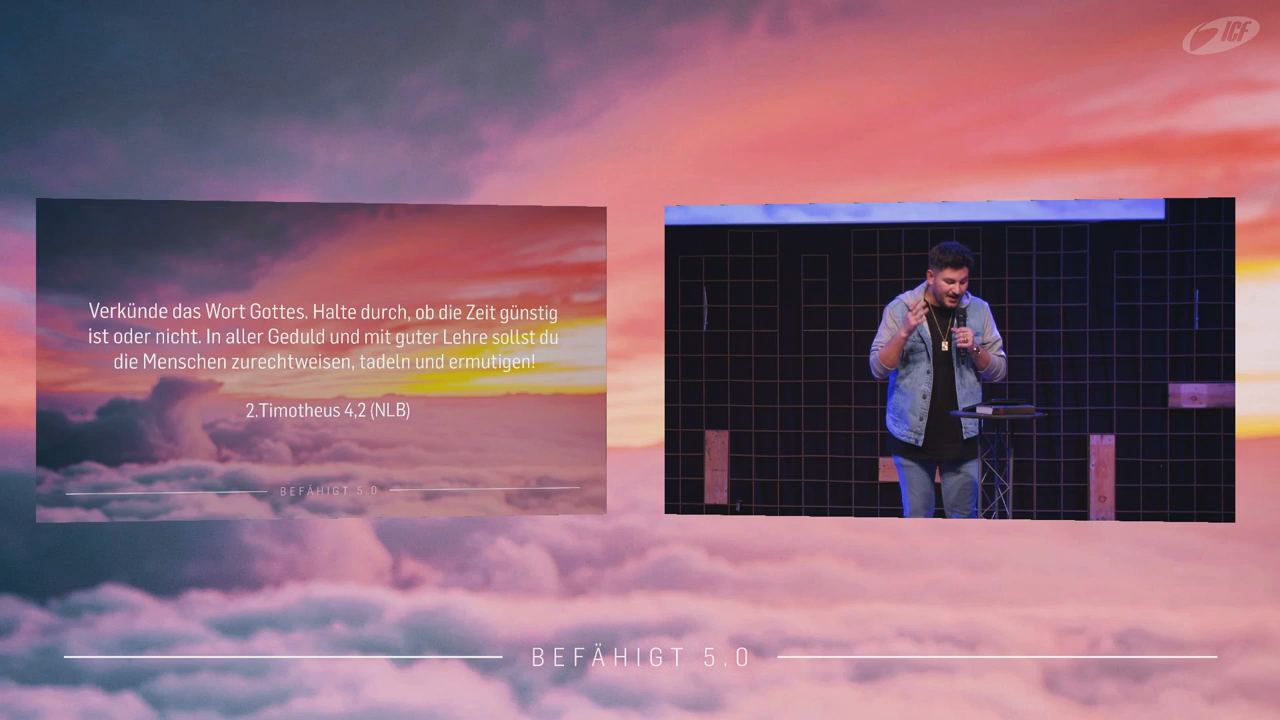 ICF
Verkünde das Wort Gottes. Halte durch, ob die Zeit günstig
ist oder nicht. In aller Geduld und mit guter Lehre sollst du
die Menschen zurechtweisen, tadeln und ermutigen!
2.Timotheus 4,2 (NLB)
BEFÄHIGT 5.0
BEFÄHIGT 5.0